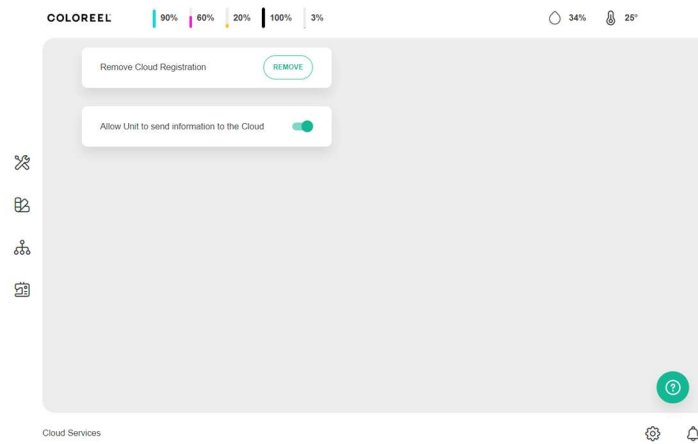 COLOREEL 90% 60% 20% 100% 3% 34% 25°
Remove Cloud Registration REMOVE
Allow Unit to send information to the Cloud
?
Cloud Services